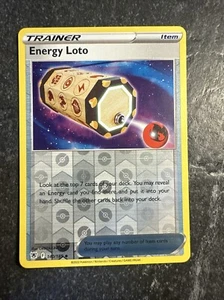 TRAINER
Item
Energy Loto
Look at the top 7 cards of your deck. You may reveal
an Energy card you find there and put it into your
hand. Shuffle the other cards back into your deck.
You may play any number of Item cards
during your turn.